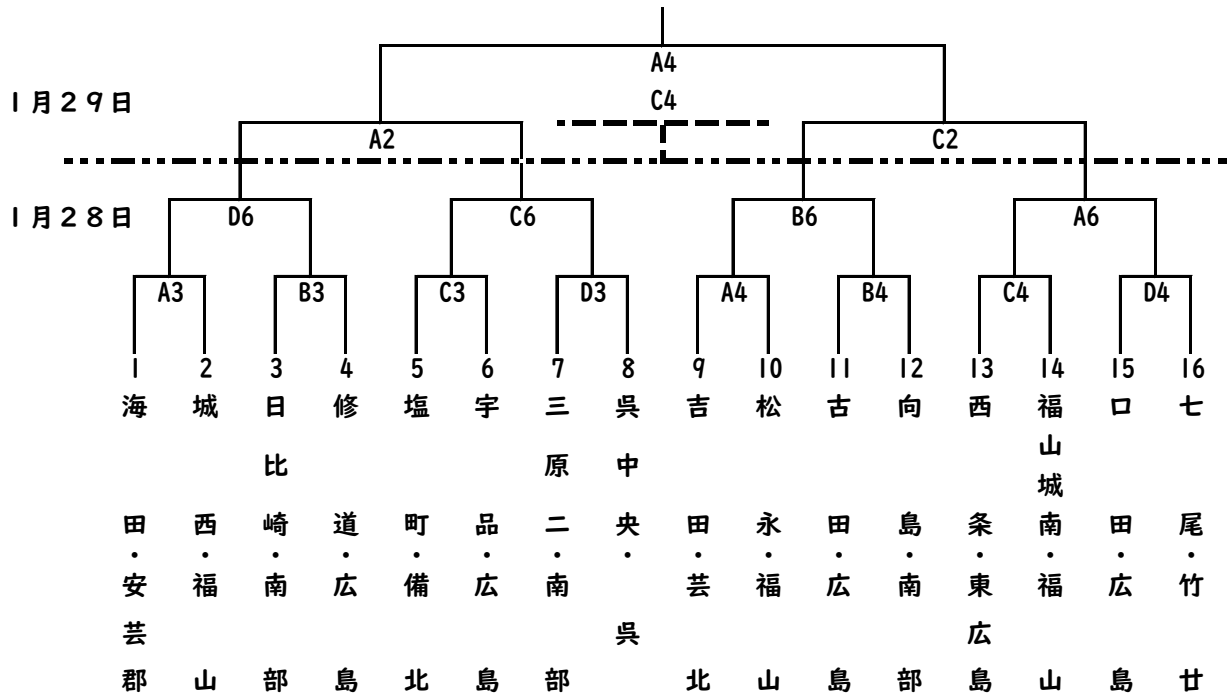 A4
1月29日
C4
A2
C2
1月28日
D6
C6
B6
A6
A3
B3
C3
D3
A4
B4
C4
D4
1
2
3
4
5
6
7
8
9
10
11
12
13
14
15
16
海田・安芸郡
城西・福山
日比崎・南部
修道・広島
塩町・備北
宇品・広島
三原二・南部
呉中央・呉
吉田・芸北
松永・福山
古田・広島
向島・南部
西条・東広島
福山城南・福山
口田・広島
七尾・竹廿